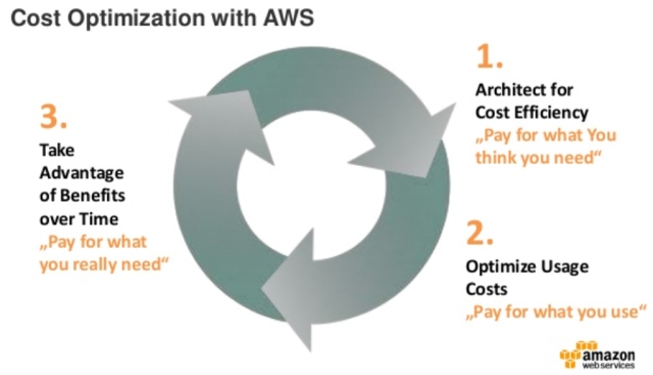 Cost Optimization with AWS
1.
Architect for
Cost Efficiency
„Pay for what You
think you need“
2.
Optimize Usage
Costs
„Pay for what you use“
3.
Take
Advantage
of Benefits
over Time
„Pay for what
you really need“
amazon
webservices